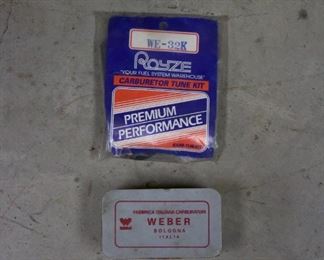 WE-32K
ROYZE
"YOUR FUEL SYSTEM WAREHOUSE"
CARBURETOR TUNE KIT
PREMIUM
PERFORMANCE
FABBRICA ITALIANA CARBURATORI
WEBER
BOLOGNA
ITALIA